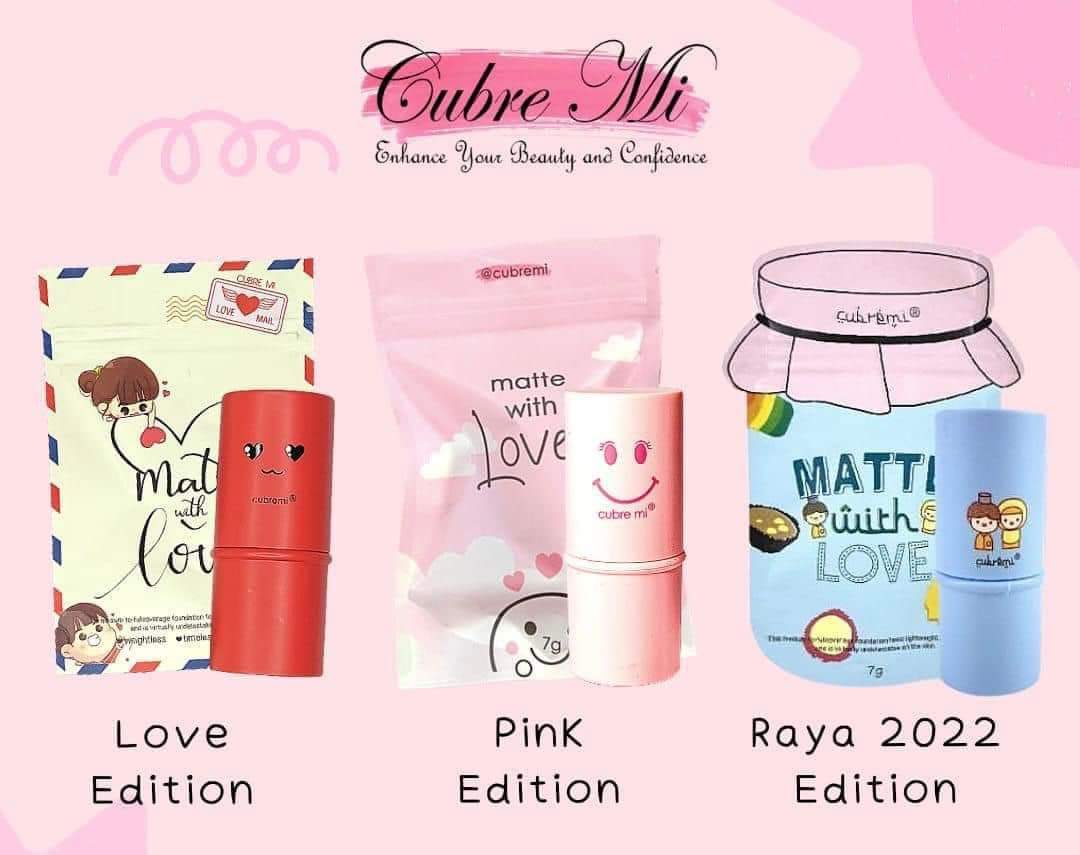 Cubre Mi
Enhance Your Beauty and Confidence
CUBRE MI
LOVE MAIL
matte
with
love
weightless
cubremi®
@cubremi
matte
with
Love
7g
cubre mi®
cubremi®
MATTE
with
LOVE
7g
cubremi®
Love
Edition
PinK
Edition
Raya 2022
Edition